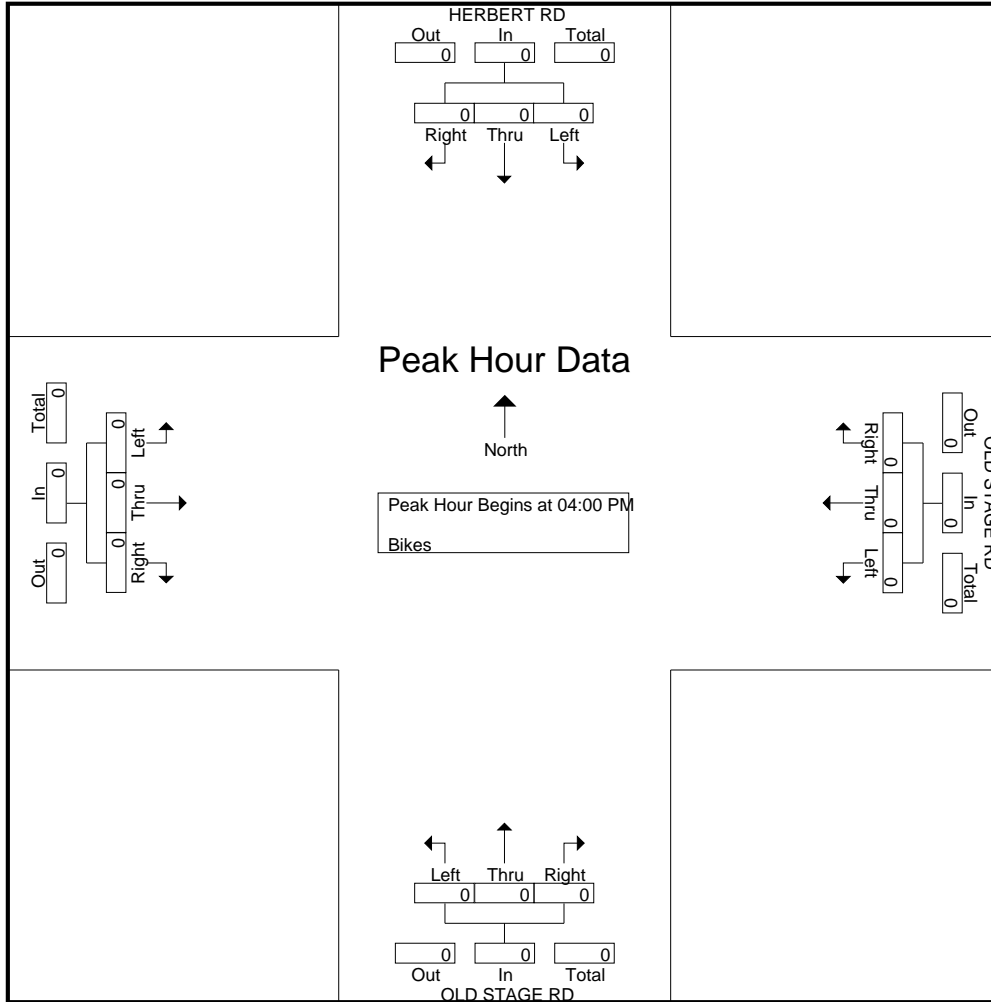 HERBERT RD
Out In Total
0 0 0
0 0 0
Right Thru Left
Peak Hour Data
North
Peak Hour Begins at 04:00 PM
Bikes
Total 0
In 0
Out 0
Left 0
Thru 0
Right 0
Right 0
Thru 0
Left 0
Out 0
In 0
Total 0
OLD STAGE RD
Left Thru Right
0 0 0
0 0 0
Out In Total
OLD STAGE RD